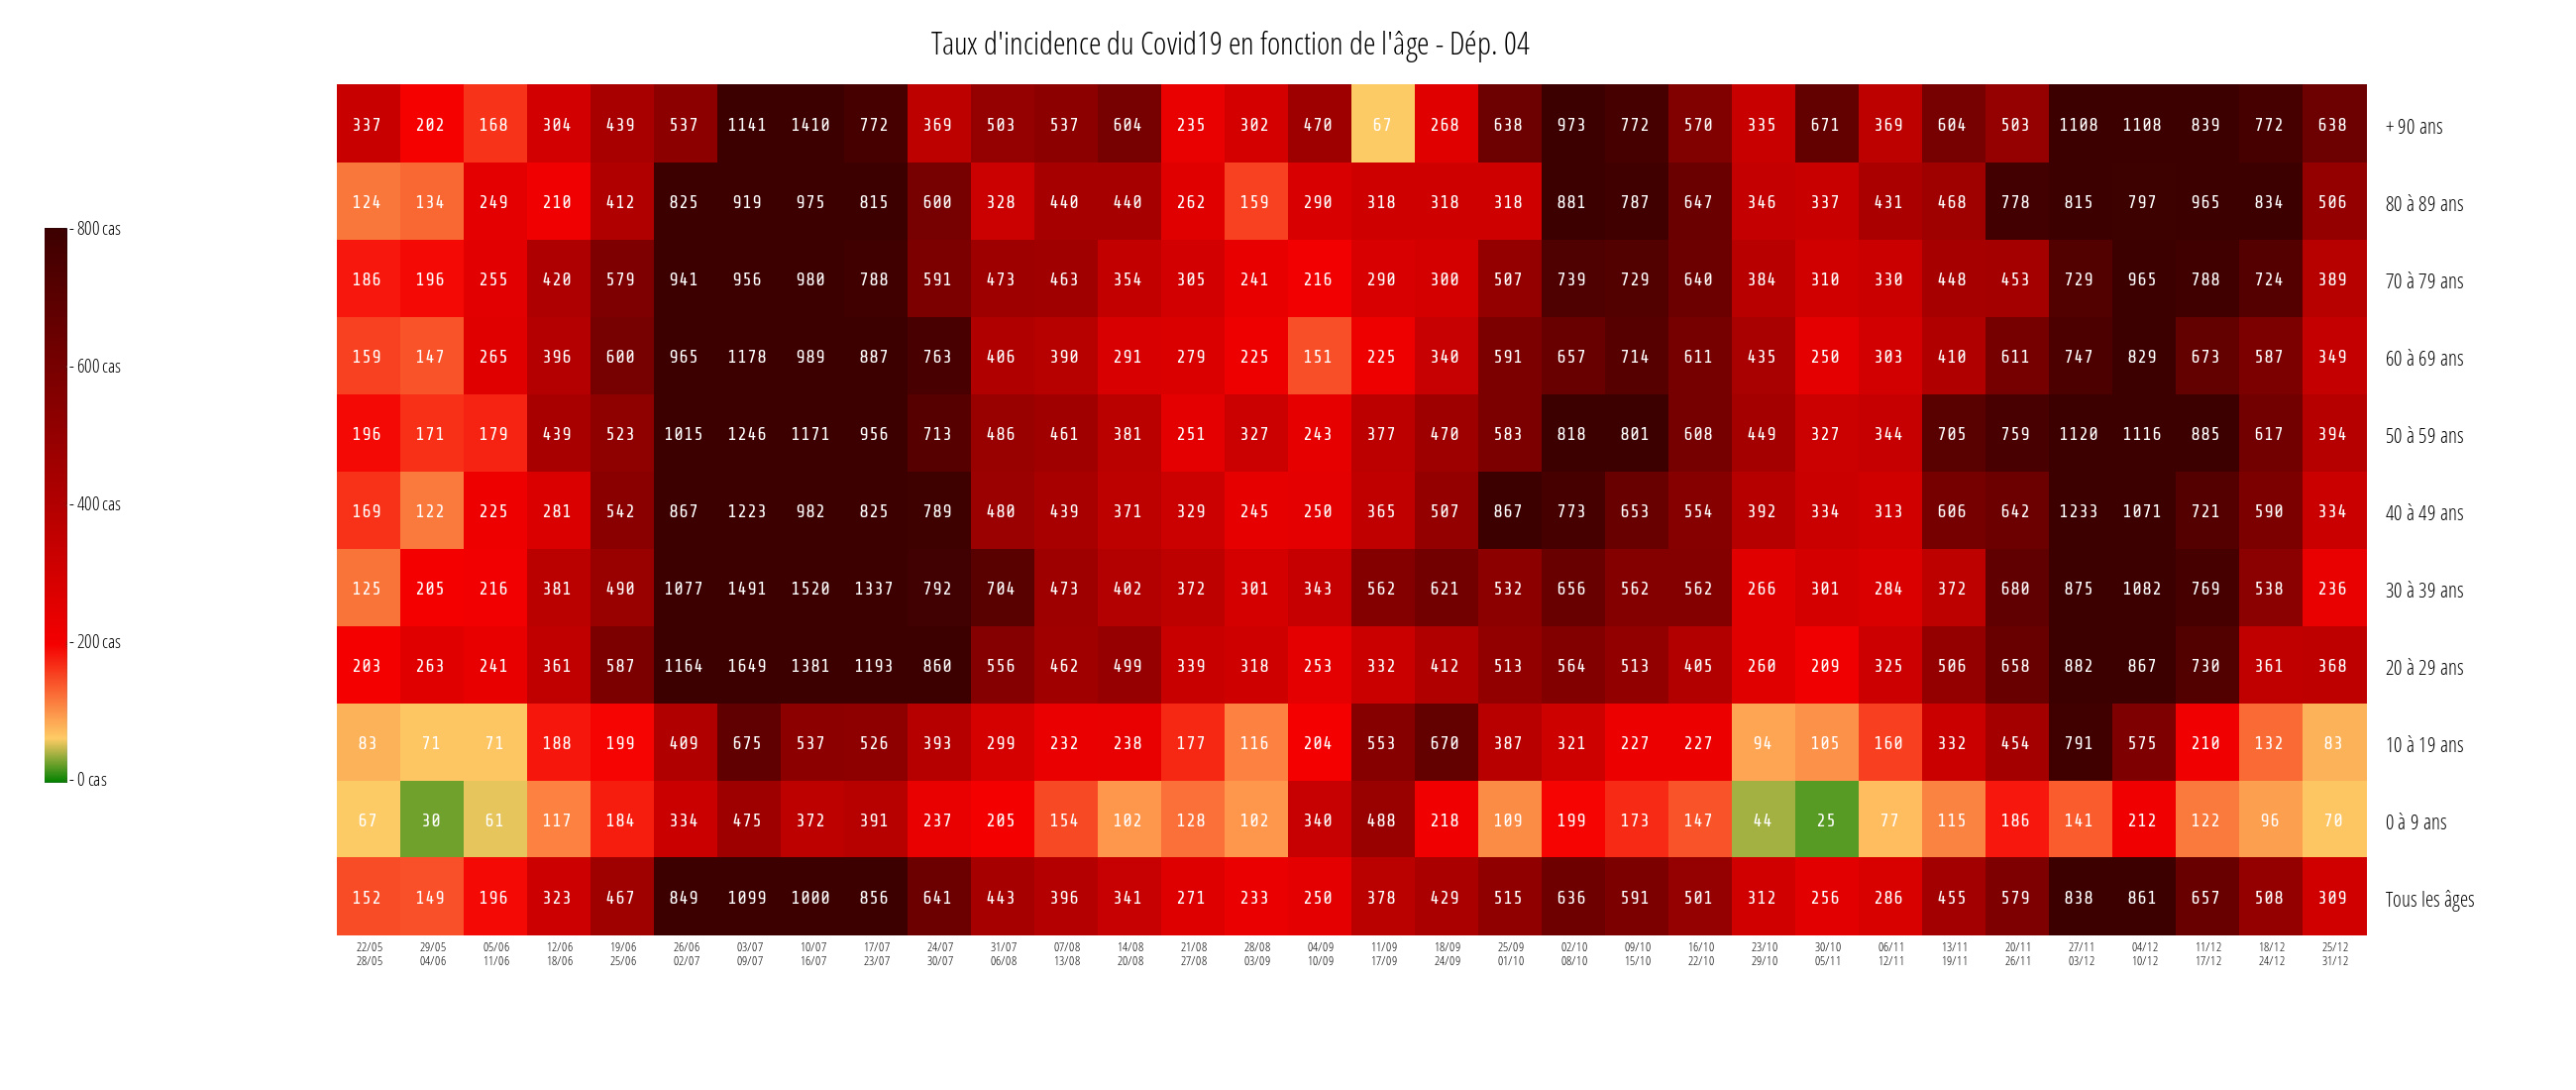 Taux d'incidence du Covid19 en fonction de l'âge - Dép. 04
337 202 168 304 439 537 1141 1410 772 369 503 537 604 235 302 470 67 268 638 973 772 570 335 671 369 604 503 1108 1108 839 772 638 + 90 ans
124 134 249 210 412 825 919 975 815 600 328 440 440 262 159 290 318 318 318 881 787 647 346 337 431 468 778 815 797 965 834 506 80 à 89 ans
186 196 255 420 579 941 956 980 788 591 473 463 354 305 241 216 290 300 507 739 729 640 384 310 330 448 453 729 965 788 724 389 70 à 79 ans
159 147 265 396 600 965 1178 989 887 763 406 390 291 279 225 151 225 340 591 657 714 611 435 250 303 410 611 747 829 673 587 349 60 à 69 ans
196 171 179 439 523 1015 1246 1171 956 713 486 461 381 251 327 243 377 470 583 818 801 608 449 327 344 705 759 1120 1116 885 617 394 50 à 59 ans
169 122 225 281 542 867 1223 982 825 789 480 439 371 329 245 250 365 507 867 773 653 554 392 334 313 606 642 1233 1071 721 590 334 40 à 49 ans
125 205 216 381 490 1077 1491 1520 1337 792 704 473 402 372 301 343 562 621 532 656 562 562 266 301 284 372 680 875 1082 769 538 236 30 à 39 ans
203 263 241 361 587 1164 1649 1381 1193 860 556 462 499 339 318 253 332 412 513 564 513 405 260 209 325 506 658 882 867 730 361 368 20 à 29 ans
83 71 71 188 199 409 675 537 526 393 299 232 238 177 116 204 553 670 387 321 227 227 94 105 160 332 454 791 575 210 132 83 10 à 19 ans
67 30 61 117 184 334 475 372 391 237 205 154 102 128 102 340 488 218 109 199 173 147 44 25 77 115 186 141 212 122 96 70 0 à 9 ans
152 149 196 323 467 849 1099 1000 856 641 443 396 341 271 233 250 378 429 515 636 591 501 312 256 286 455 579 838 861 657 508 309 Tous les âges
22/05 29/05 05/06 12/06 19/06 26/06 03/07 10/07 17/07 24/07 31/07 07/08 14/08 21/08 28/08 04/09 11/09 18/09 25/09 02/10 09/10 16/10 23/10 30/10 06/11 13/11 20/11 27/11 04/12 11/12 18/12 25/12
28/05 04/06 11/06 18/06 25/06 02/07 09/07 16/07 23/07 30/07 06/08 13/08 20/08 27/08 03/09 10/09 17/09 24/09 01/10 08/10 15/10 22/10 29/10 05/11 12/11 19/11 26/11 03/12 10/12 17/12 24/12 31/12
- 800 cas
- 600 cas
- 400 cas
- 200 cas
- 0 cas